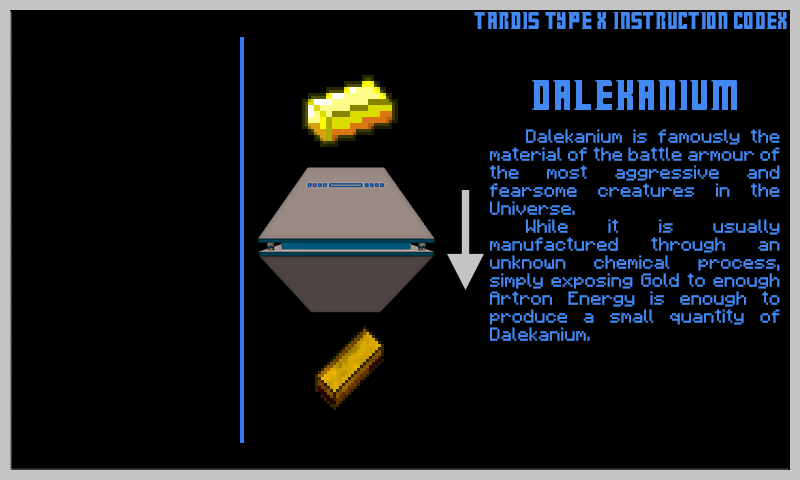 TARDIS TYPE X INSTRUCTION CODEX
DALEKANIUM
Dalekanium is famously the
material of the battle armour of
the most aggressive and
fearsome creatures in the
Universe.
While it is usually
manufactured through an
unknown chemical process,
simply exposing Gold to enough
Artron Energy is enough to
produce a small quantity of
Dalekanium.